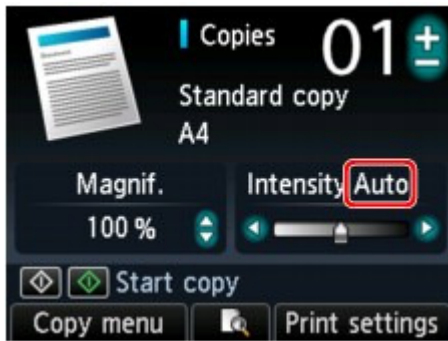 Copies 01
Standard copy
A4
Magnif.
100 %
Intensity Auto
Start copy
Copy menu
Print settings